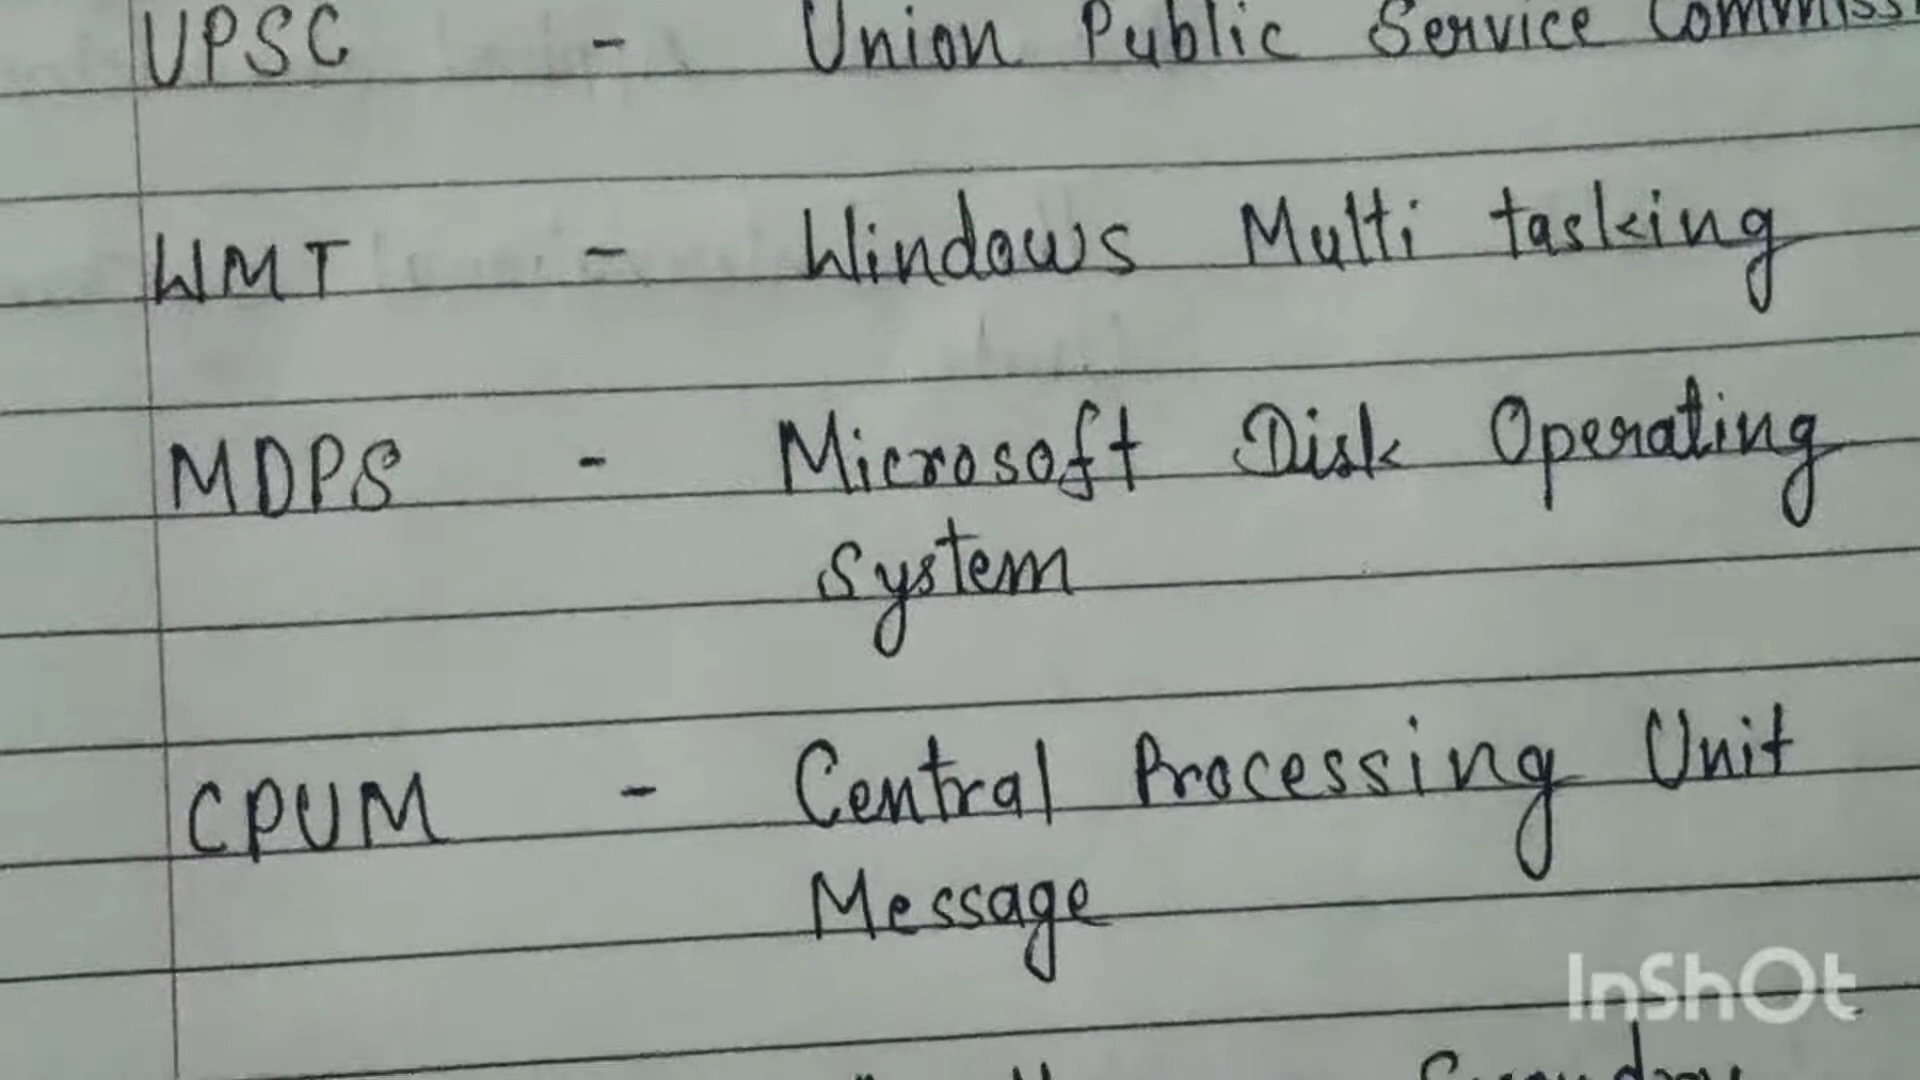 UPSC - Union Public Service Commiss
WMT - Windows Multi tasking
MDPS - Microsoft Disk Operating
System
CPUM - Central Processing Unit
Message
InShOt